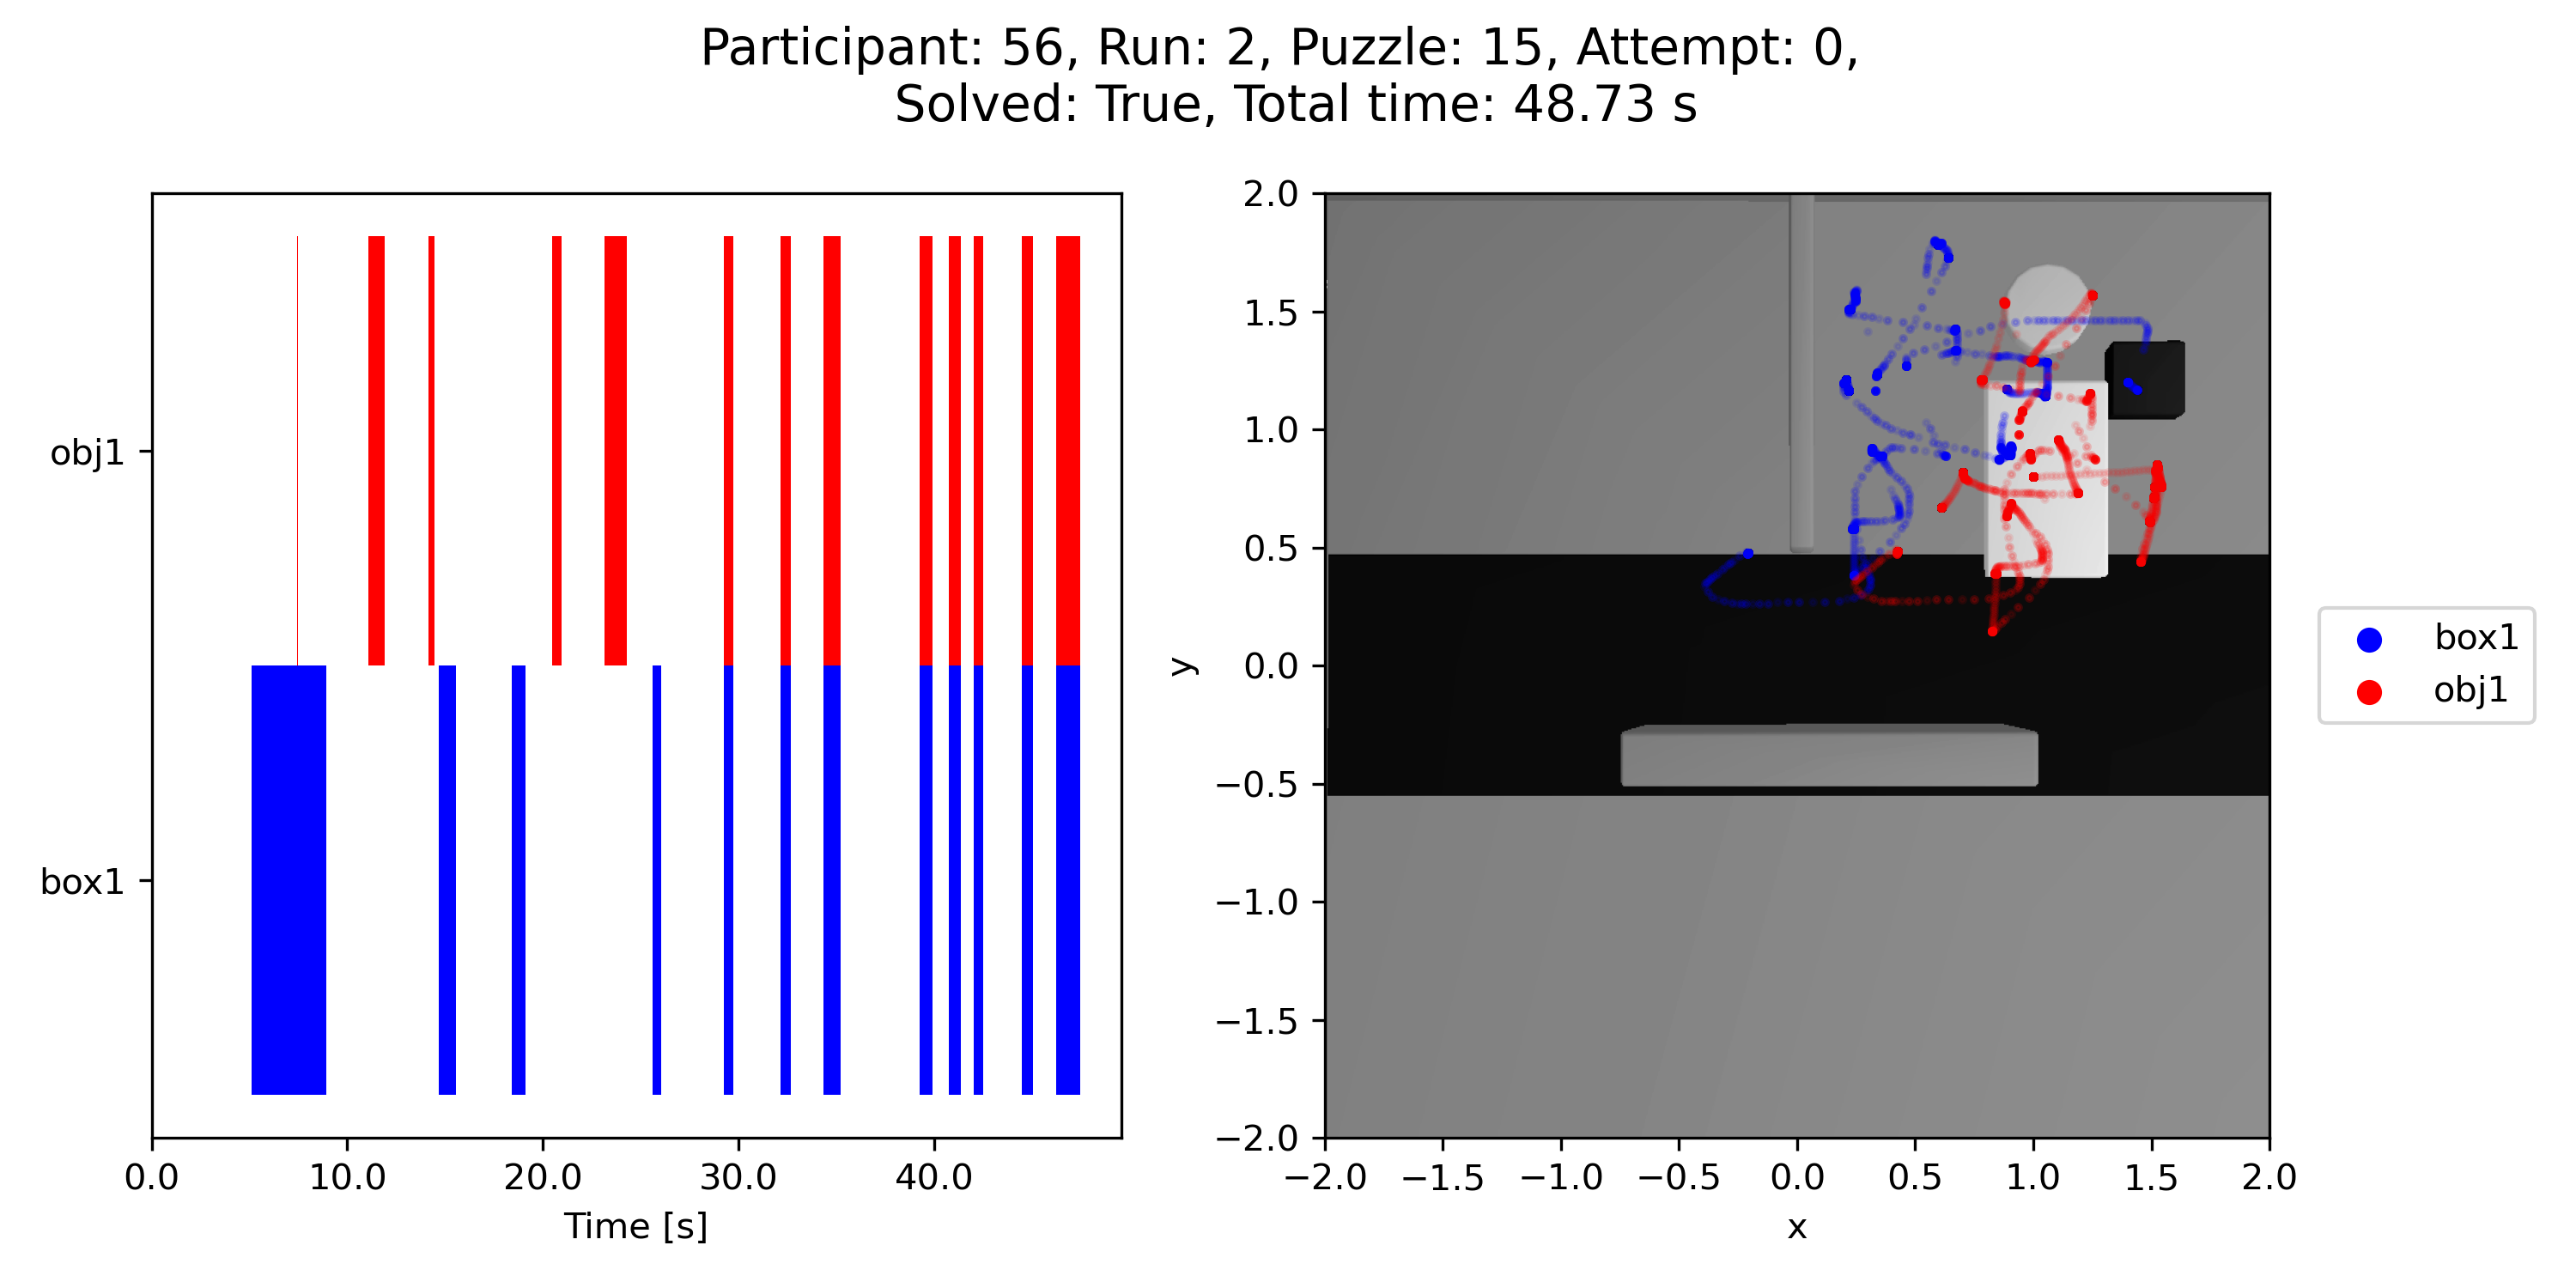 Participant: 56, Run: 2, Puzzle: 15, Attempt: 0,
Solved: True, Total time: 48.73 s
obj1
box1
0.0 10.0 20.0 30.0 40.0
Time [s]
2.0
1.5
1.0
0.5
0.0
−0.5
−1.0
−1.5
−2.0
y
−2.0 −1.5 −1.0 −0.5 0.0 0.5 1.0 1.5 2.0
x
box1
obj1